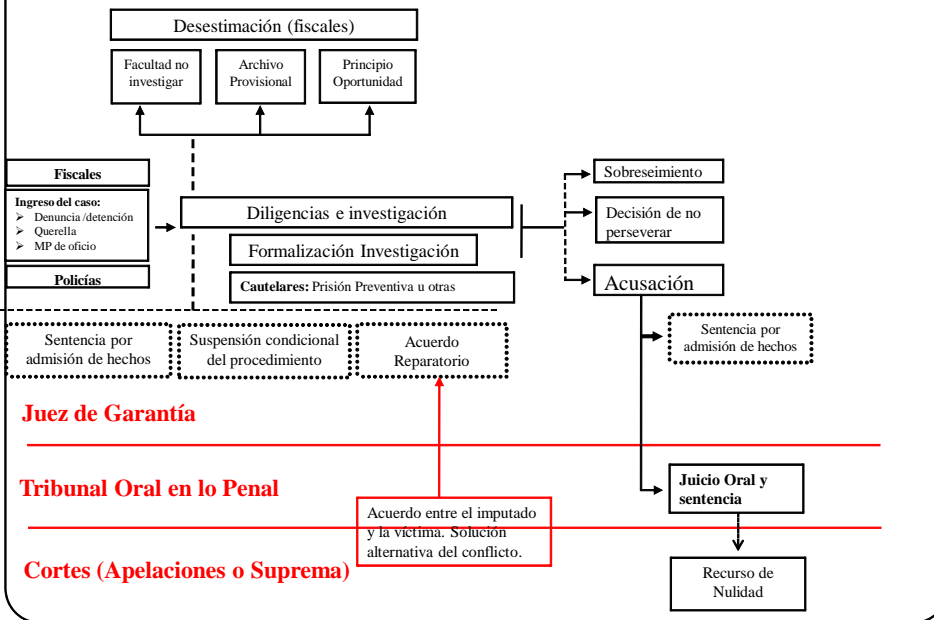 Desestimación (fiscales)
Facultad no
investigar
Archivo
Provisional
Principio
Oportunidad
Fiscales
Ingreso del caso:
➢ Denuncia /detención
➢ Querella
➢ MP de oficio
Policías
Diligencias e investigación
Formalización Investigación
Cautelares: Prisión Preventiva u otras
Sobreseimiento
Decisión de no
perseverar
Acusación
Sentencia por
admisión de hechos
Suspensión condicional
del procedimiento
Acuerdo
Reparatorio
Sentencia por
admisión de hechos
Juez de Garantía
Tribunal Oral en lo Penal
Juicio Oral y
sentencia
Acuerdo entre el imputado
y la víctima. Solución
alternativa del conflicto.
Cortes (Apelaciones o Suprema)
Recurso de
Nulidad